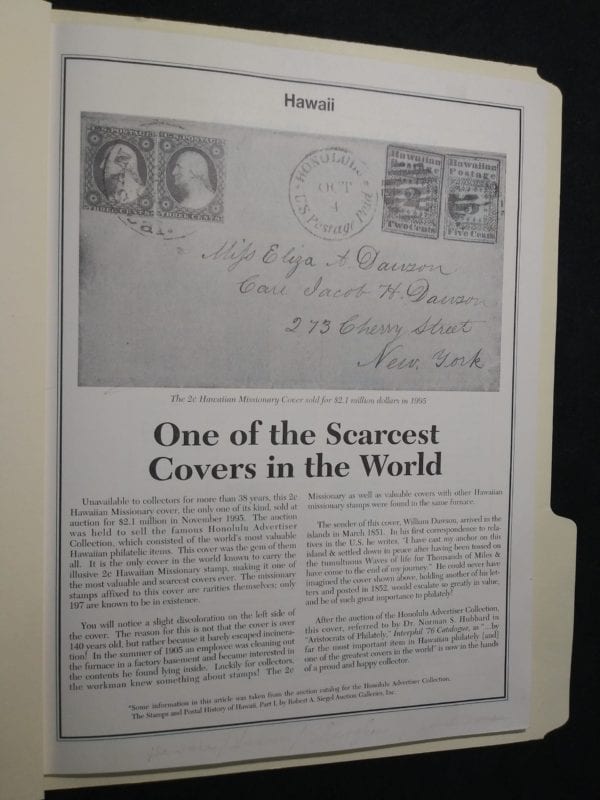 Hawaii
U.S. POSTAGE U.S. POSTAGE
THREE CENTS THREE CENTS
HONOLULU
OCT
4
U.S. Postage Paid
Hawaiian
Postage
Two Cents
Hawaiian
Postage
Five Cents
Miss Eliza A. Dawson
Care Jacob H. Dawson
273 Cherry Street
New. York
The 2c Hawaiian Missionary Cover sold for $2.1 million dollars in 1995
One of the Scarcest
Covers in the World
Unavailable to collectors for more than 38 years, this 2c
Hawaiian Missionary cover, the only one of its kind, sold at
auction for $2.1 million in November 1995. The auction
was held to sell the famous Honolulu Advertiser
Collection, which consisted of the world's most valuable
Hawaiian philatelic items. This cover was the gem of them
all. It is the only cover in the world known to carry the
illusive 2c Hawaiian Missionary stamp, making it one of
the most valuable and scarcest covers ever. The missionary
stamps affixed to this cover are rarities themselves; only
197 are known to be in existence.
You will notice a slight discoloration on the left side of
the cover. The reason for this is not that the cover is over
140 years old, but rather because it barely escaped incinera-
tion! In the summer of 1905 an employee was cleaning out
the furnace in a factory basement and became interested in
the contents he found lying inside. Luckily for collectors,
the workman knew something about stamps! The 2c
Missionary as well as valuable covers with other Hawaiian
missionary stamps were found in the same furnace.
The sender of this cover, William Dawson, arrived in the
islands in March 1851. In his first correspondence to rela-
tives in the U.S. he writes, "I have cast my anchor on this
island & settled down in peace after having been tossed on
the tumultuous Waves of life for Thousands of Miles &
have come to the end of my journey." He could never have
imagined the cover shown above, holding another of his let-
ters and posted in 1852, would escalate so greatly in value,
and be of such great importance to philately!
After the auction of the Honolulu Advertiser Collection,
this cover, referred to by Dr. Norman S. Hubbard in
"Aristocrats of Philately," Interphil '76 Catalogue, as "...by
far the most important item in Hawaiian philately [and]
one of the greatest covers in the world" is now in the hands
of a proud and happy collector.
*Some information in this article was taken from the auction catalog for the Honolulu Advertiser Collection,
The Stamps and Postal History of Hawaii, Part I, by Robert A. Siegel Auction Galleries, Inc.